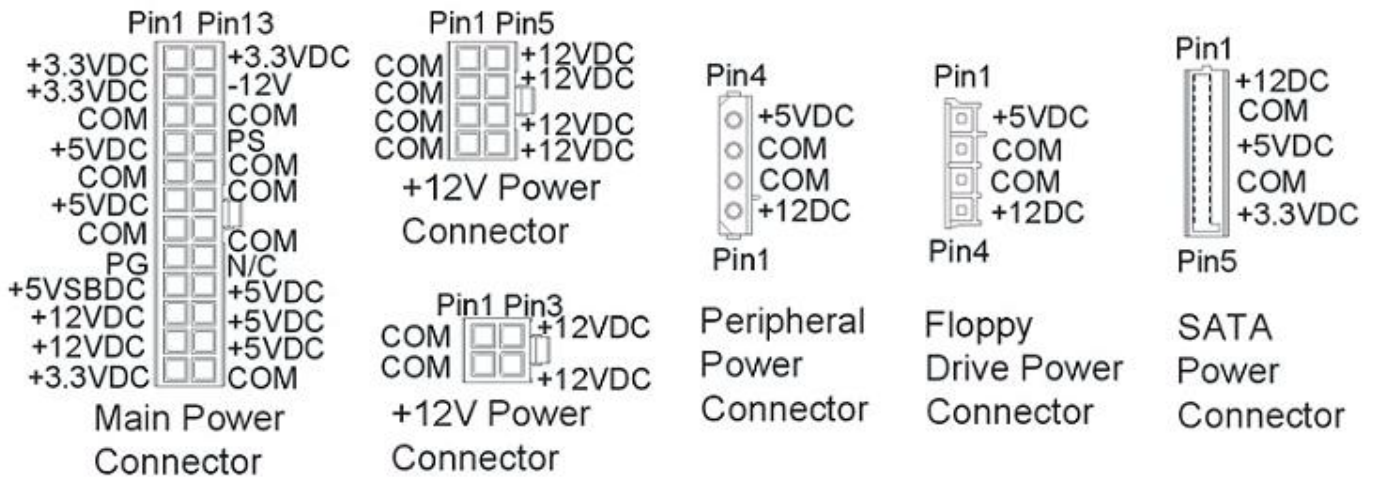 Pin1 Pin13
+3.3VDC +3.3VDC
+3.3VDC -12V
COM COM
+5VDC PS
COM COM
+5VDC COM
COM COM
PG N/C
+5VSBDC +5VDC
+12VDC +5VDC
+12VDC +5VDC
+3.3VDC COM
Main Power
Connector
Pin1 Pin5
COM +12VDC
COM +12VDC
COM +12VDC
COM +12VDC
+12V Power
Connector
Pin1 Pin3
COM +12VDC
COM +12VDC
+12V Power
Connector
Pin4
+5VDC
COM
COM
+12DC
Pin1
Peripheral
Power
Connector
Pin1
+5VDC
COM
COM
+12DC
Pin4
Floppy
Drive Power
Connector
Pin1
+12DC
COM
+5VDC
COM
+3.3VDC
Pin5
SATA
Power
Connector